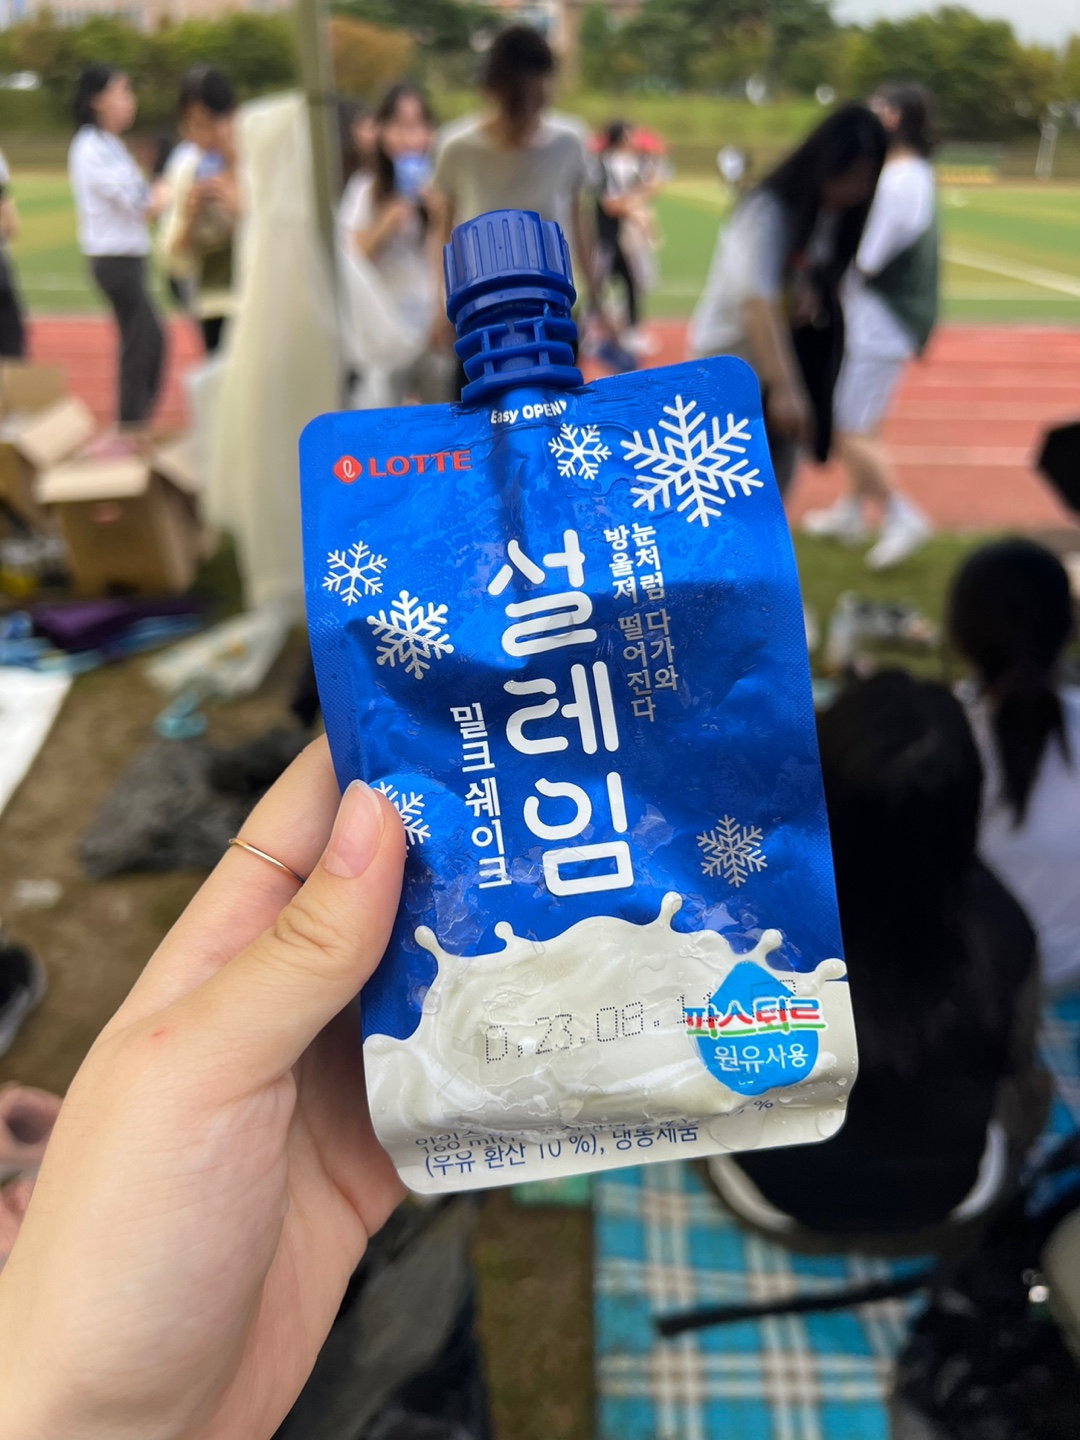 Easy OPEN
LOTTE
눈처럼 다가와
방울져 떨어진다
설레임
밀크쉐이크
파스퇴르
원유사용
160 ml
(우유 환산 10 %), 냉동제품